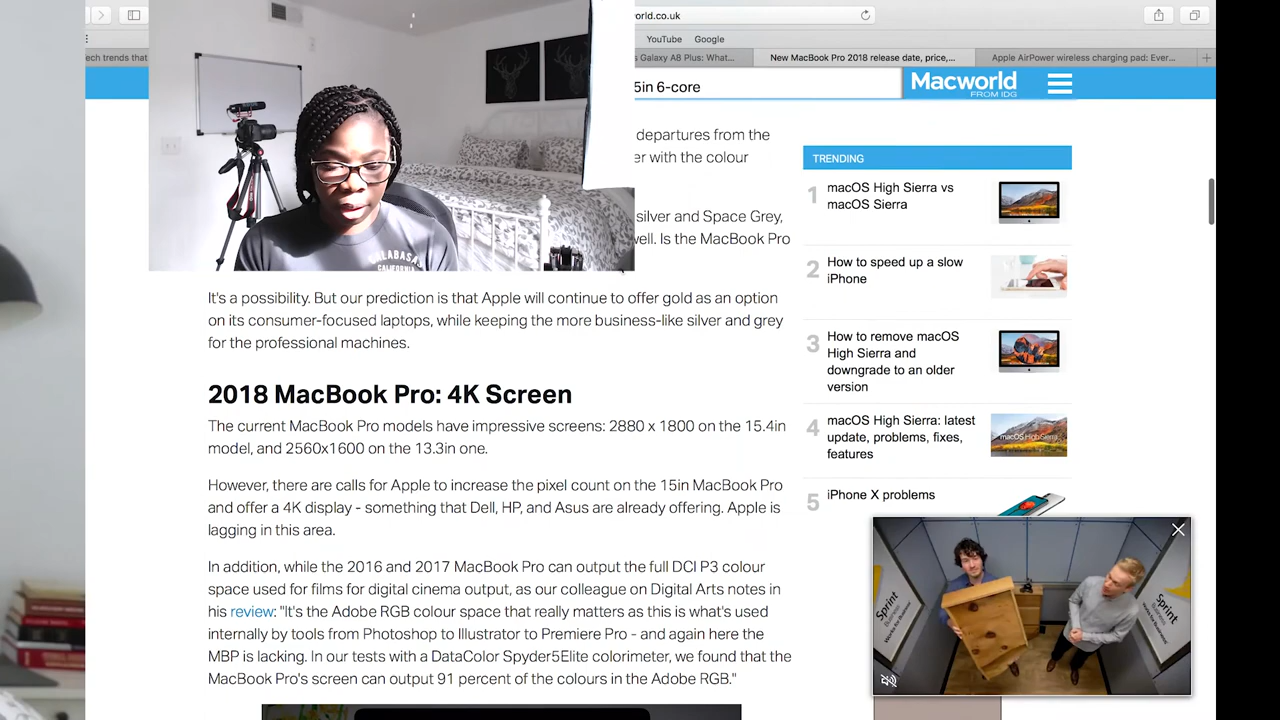 orld.co.uk
YouTube
Google
ech trends that
s Galaxy A8 Plus: What...
New MacBook Pro 2018 release date, price,...
Apple AirPower wireless charging pad: Ever...
5in 6-core
Macworld
FROM IDG
departures from the
er with the colour
silver and Space Grey,
well. Is the MacBook Pro
It's a possibility. But our prediction is that Apple will continue to offer gold as an option
on its consumer-focused laptops, while keeping the more business-like silver and grey
for the professional machines.
2018 MacBook Pro: 4K Screen
The current MacBook Pro models have impressive screens: 2880 x 1800 on the 15.4in
model, and 2560x1600 on the 13.3in one.
However, there are calls for Apple to increase the pixel count on the 15in MacBook Pro
and offer a 4K display - something that Dell, HP, and Asus are already offering. Apple is
lagging in this area.
In addition, while the 2016 and 2017 MacBook Pro can output the full DCI P3 colour
space used for films for digital cinema output, as our colleague on Digital Arts notes in
his review: "It's the Adobe RGB colour space that really matters as this is what's used
internally by tools from Photoshop to Illustrator to Premiere Pro - and again here the
MBP is lacking. In our tests with a DataColor Spyder5Elite colorimeter, we found that the
MacBook Pro's screen can output 91 percent of the colours in the Adobe RGB."
TRENDING
1
macOS High Sierra vs
macOS Sierra
2
How to speed up a slow
iPhone
3
How to remove macOS
High Sierra and
downgrade to an older
version
4
macOS High Sierra: latest
update, problems, fixes,
features
macOS High Sierra
5
iPhone X problems
CALABASAS
CALIFORNIA
Sprint
Business
Sprint
Business